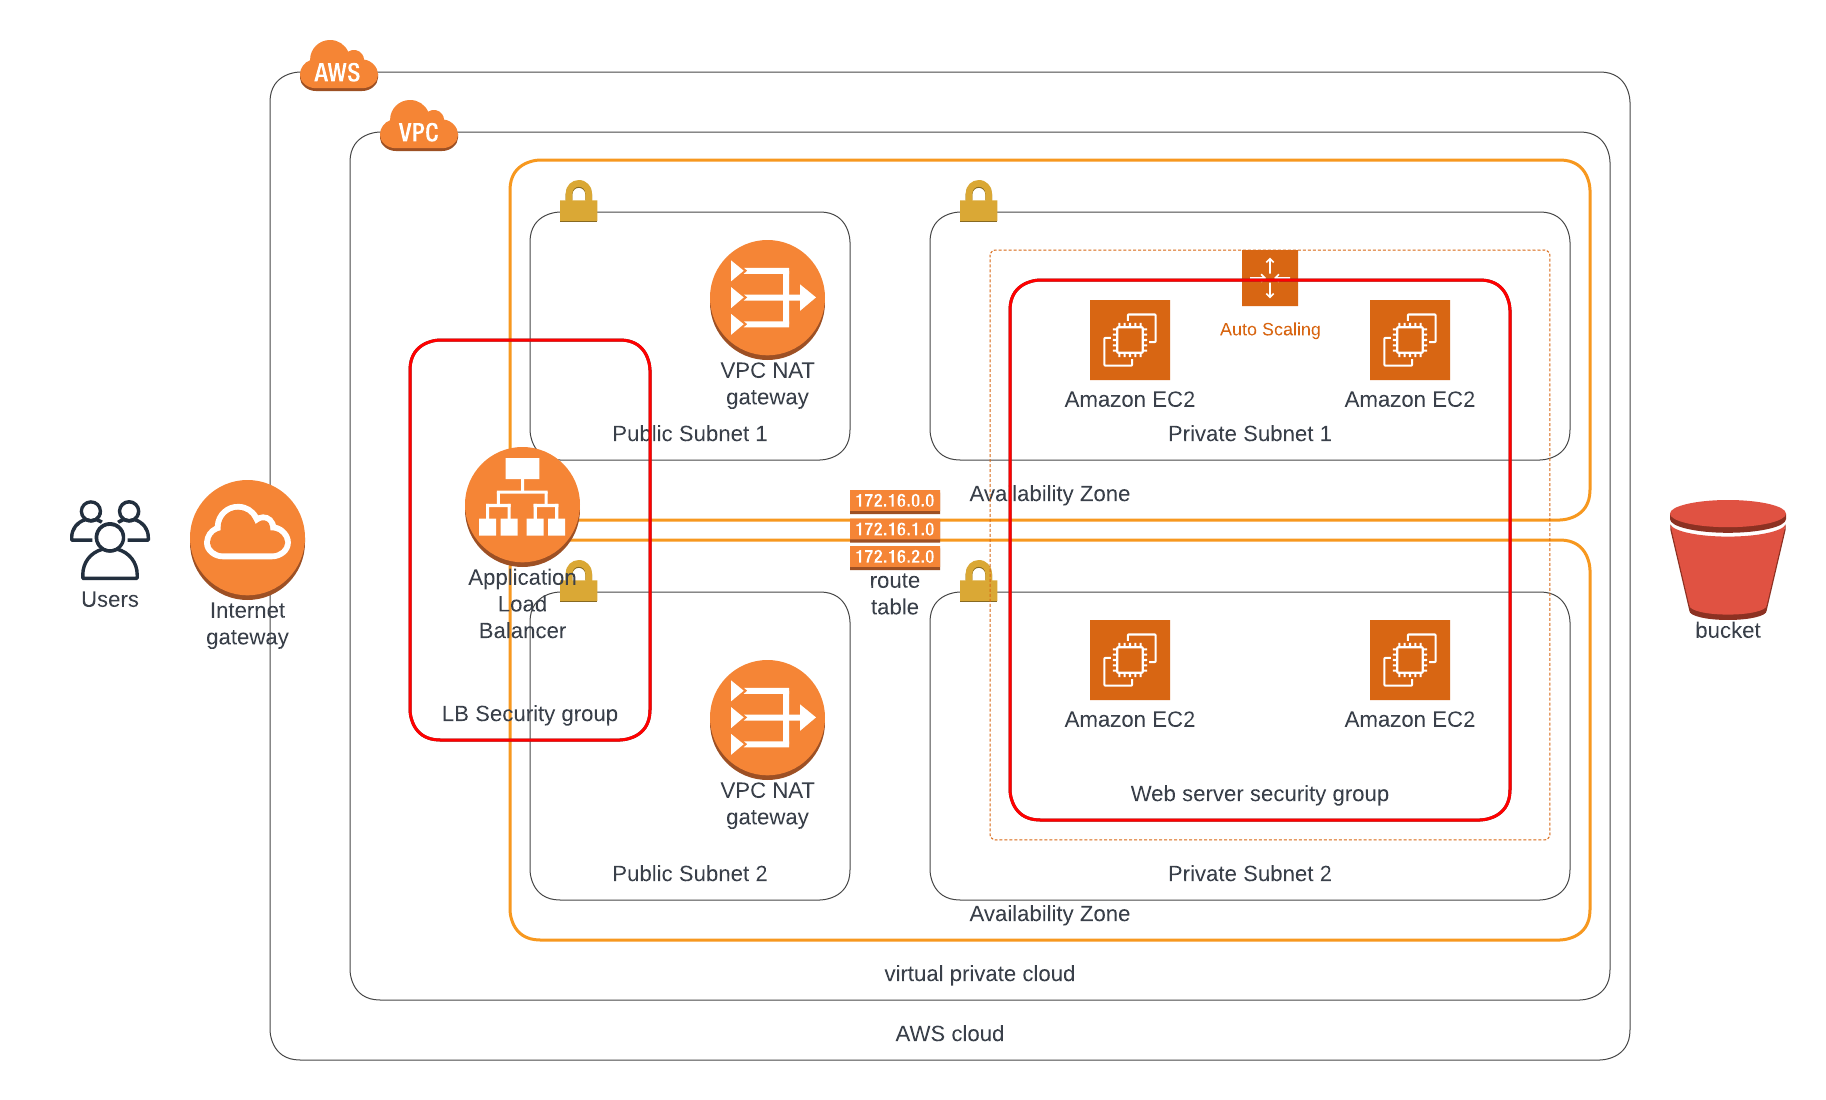 AWS
VPC
VPC NAT
gateway
Public Subnet 1
Auto Scaling
Amazon EC2
Amazon EC2
Private Subnet 1
Availability Zone
172.16.0.0
172.16.1.0
172.16.2.0
route
table
Users
Internet
gateway
Application
Load
Balancer
LB Security group
bucket
VPC NAT
gateway
Public Subnet 2
Amazon EC2
Amazon EC2
Web server security group
Private Subnet 2
Availability Zone
virtual private cloud
AWS cloud